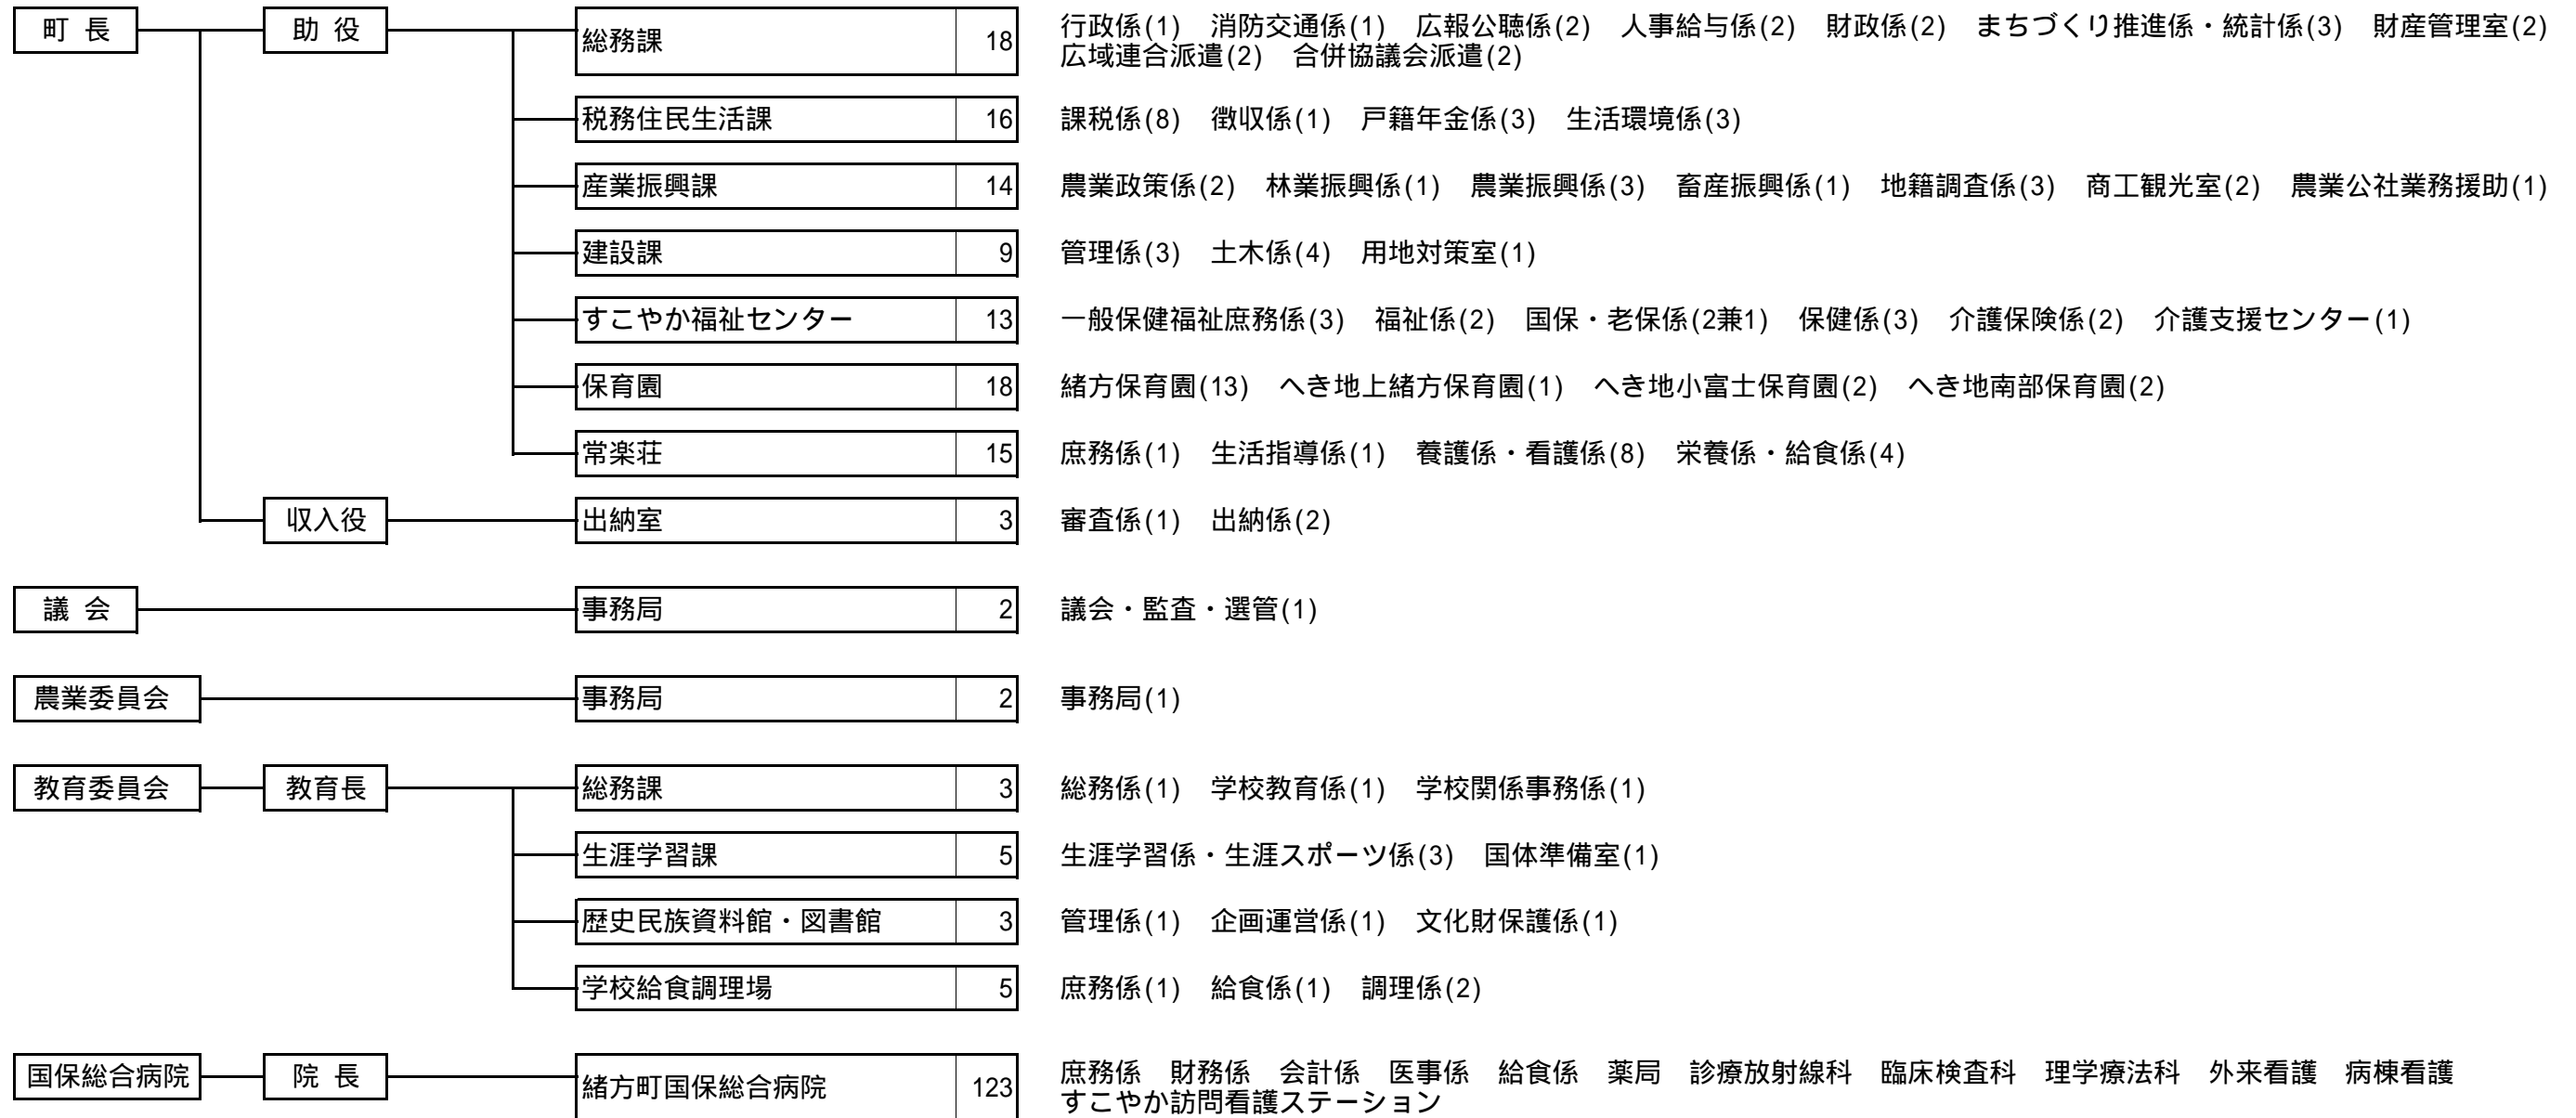 町 長 助 役 総務課 18 行政係(1) 消防交通係(1) 広報公聴係(2) 人事給与係(2) 財政係(2) まちづくり推進係・統計係(3) 財産管理室(2)
広域連合派遣(2) 合併協議会派遣(2)
税務住民生活課 16 課税係(8) 徴収係(1) 戸籍年金係(3) 生活環境係(3)
産業振興課 14 農業政策係(2) 林業振興係(1) 農業振興係(3) 畜産振興係(1) 地籍調査係(3) 商工観光室(2) 農業公社業務援助(1)
建設課 9 管理係(3) 土木係(4) 用地対策室(1)
すこやか福祉センター 13 一般保健福祉庶務係(3) 福祉係(2) 国保・老保係(2兼1) 保健係(3) 介護保険係(2) 介護支援センター(1)
保育園 18 緒方保育園(13) へき地上緒方保育園(1) へき地小富士保育園(2) へき地南部保育園(2)
常楽荘 15 庶務係(1) 生活指導係(1) 養護係・看護係(8) 栄養係・給食係(4)
収入役 出納室 3 審査係(1) 出納係(2)
議 会 事務局 2 議会・監査・選管(1)
農業委員会 事務局 2 事務局(1)
教育委員会 教育長 総務課 3 総務係(1) 学校教育係(1) 学校関係事務係(1)
生涯学習課 5 生涯学習係・生涯スポーツ係(3) 国体準備室(1)
歴史民族資料館・図書館 3 管理係(1) 企画運営係(1) 文化財保護係(1)
学校給食調理場 5 庶務係(1) 給食係(1) 調理係(2)
国保総合病院 院 長 緒方町国保総合病院 123 庶務係 財務係 会計係 医事係 給食係 薬局 診療放射線科 臨床検査科 理学療法科 外来看護 病棟看護
すこやか訪問看護ステーション